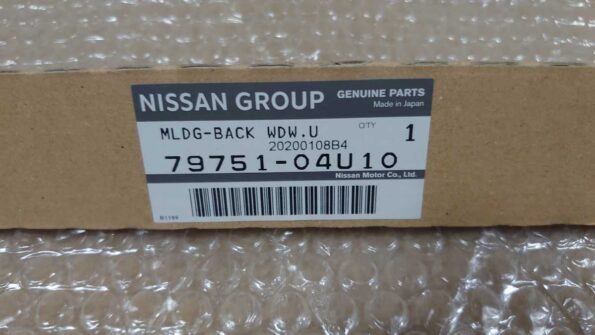 NISSAN GROUP GENUINE PARTS
Made in Japan
MLDG-BACK WDW.U QTY 1
20200108B4
79751-04U10
Nissan Motor Co., Ltd.